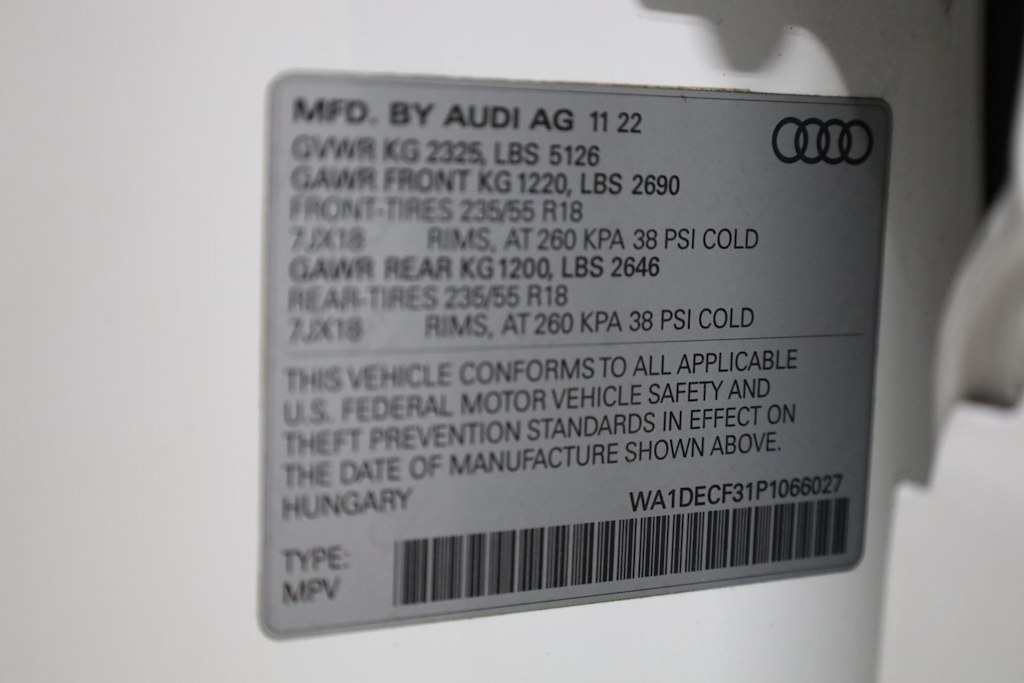 MFD. BY AUDI AG 11 22
GVWR KG 2325, LBS 5126
GAWR FRONT KG 1220, LBS 2690
FRONT-TIRES 235/55 R18
7JX18 RIMS, AT 260 KPA 38 PSI COLD
GAWR REAR KG 1200, LBS 2646
REAR-TIRES 235/55 R18
7JX18 RIMS, AT 260 KPA 38 PSI COLD
THIS VEHICLE CONFORMS TO ALL APPLICABLE
U.S. FEDERAL MOTOR VEHICLE SAFETY AND
THEFT PREVENTION STANDARDS IN EFFECT ON
THE DATE OF MANUFACTURE SHOWN ABOVE.
HUNGARY WA1DECF31P1066027
TYPE:
MPV